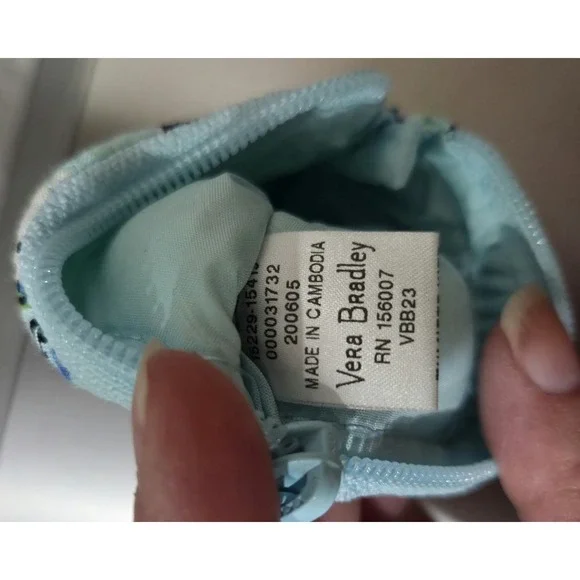 000031732
200605
MADE IN CAMBODIA
Vera Bradley
RN 156007
VBB23